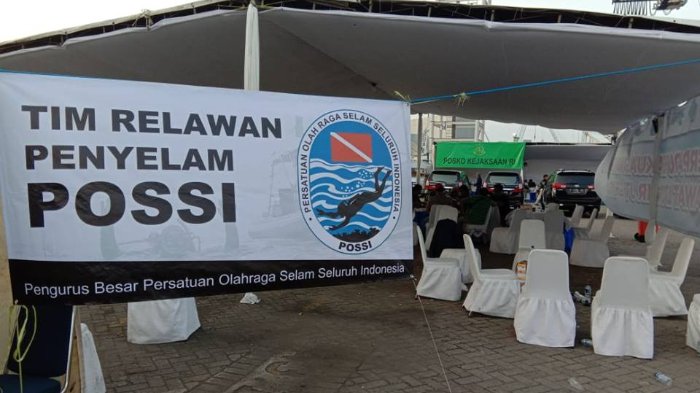 TIM RELAWAN
PENYELAM
POSSI
PERSATUAN OLAH RAGA SELAM SELURUH INDONESIA
POSSI
Pengurus Besar Persatuan Olahraga Selam Seluruh Indonesia
POSKO KEJAKSAAN RI